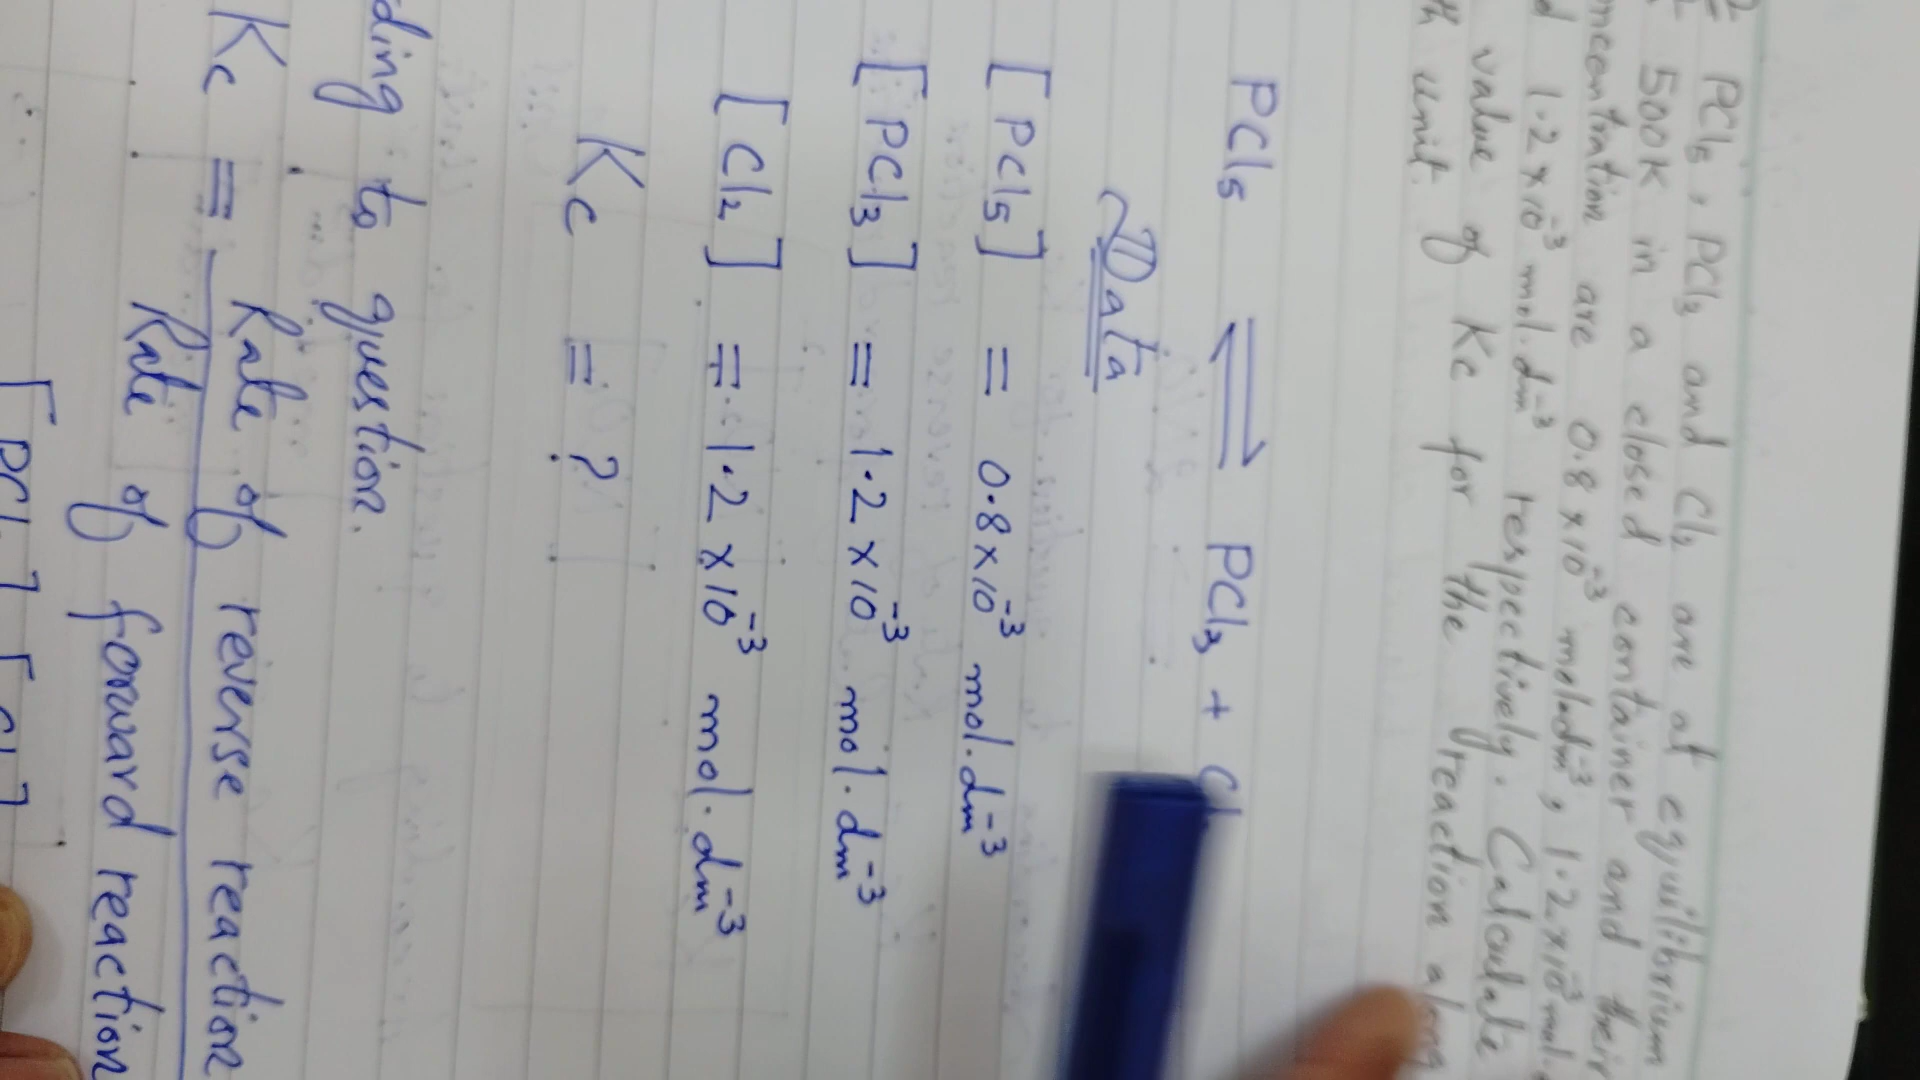 PCl₅, PCl₃ and Cl₂ are at equilibrium
500K in a closed container and their
concentration are 0.8 × 10⁻³ mol.dm⁻³, 1.2×10⁻³ mol.
1.2 × 10⁻³ mol.dm⁻³ respectively. Calculate
value of Kc for the reaction along
unit.
PCl₅ ⇌ PCl₃ + Cl
Data
[PCl₅] = 0.8 × 10⁻³ mol.dm⁻³
[PCl₃] = 1.2 × 10⁻³ mol.dm⁻³
[Cl₂] = 1.2 × 10⁻³ mol.dm⁻³
Kc = ?
ding to question.
Kc = Rate of reverse reaction
Rate of forward reaction